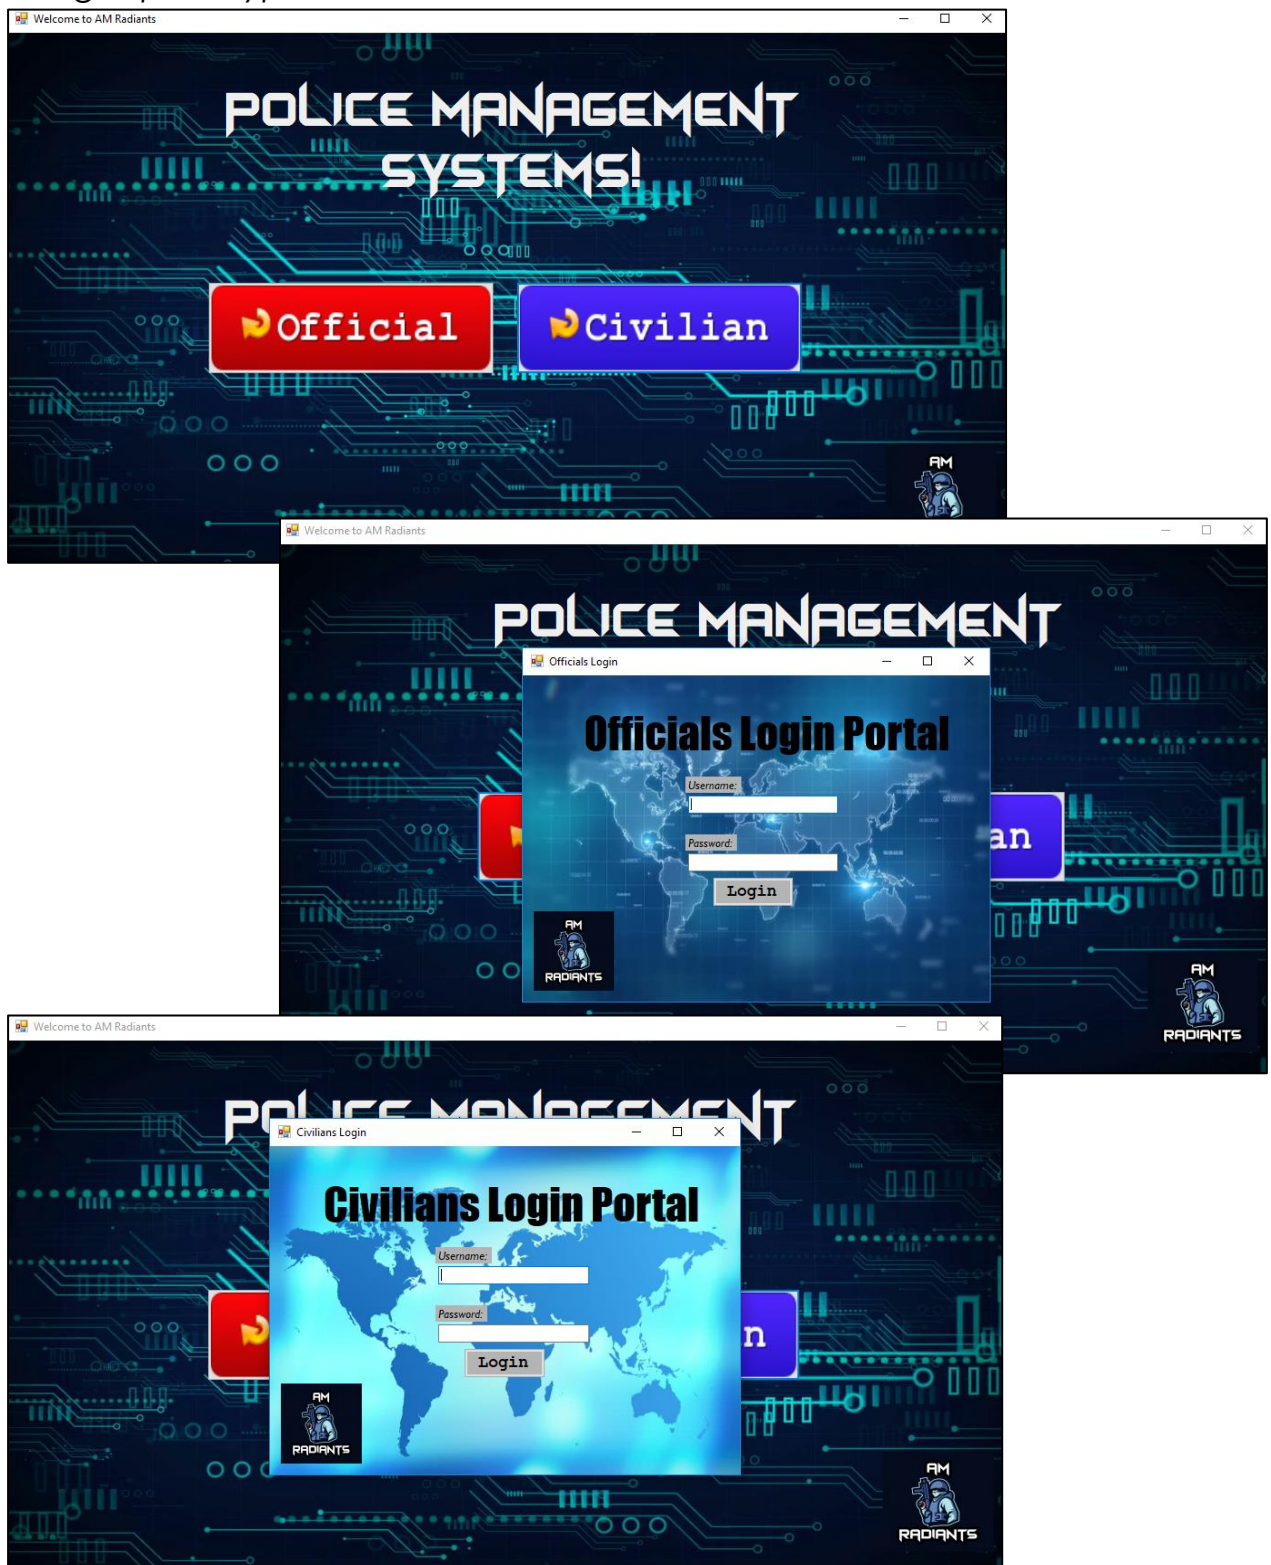 Welcome to AM Radiants
POLICE MANAGEMENT
SYSTEMS!
Official
Civilian
AM
Welcome to AM Radiants
POLICE MANAGEMENT
Officials Login
Officials Login Portal
Username:
an
Password:
Login
AM
RADIANTS
AM
RADIANTS
Welcome to AM Radiants
POLICE MANAGEMENT
Civilians Login
Civilians Login Portal
Username:
Password:
n
Login
AM
RADIANTS
AM
RADIANTS